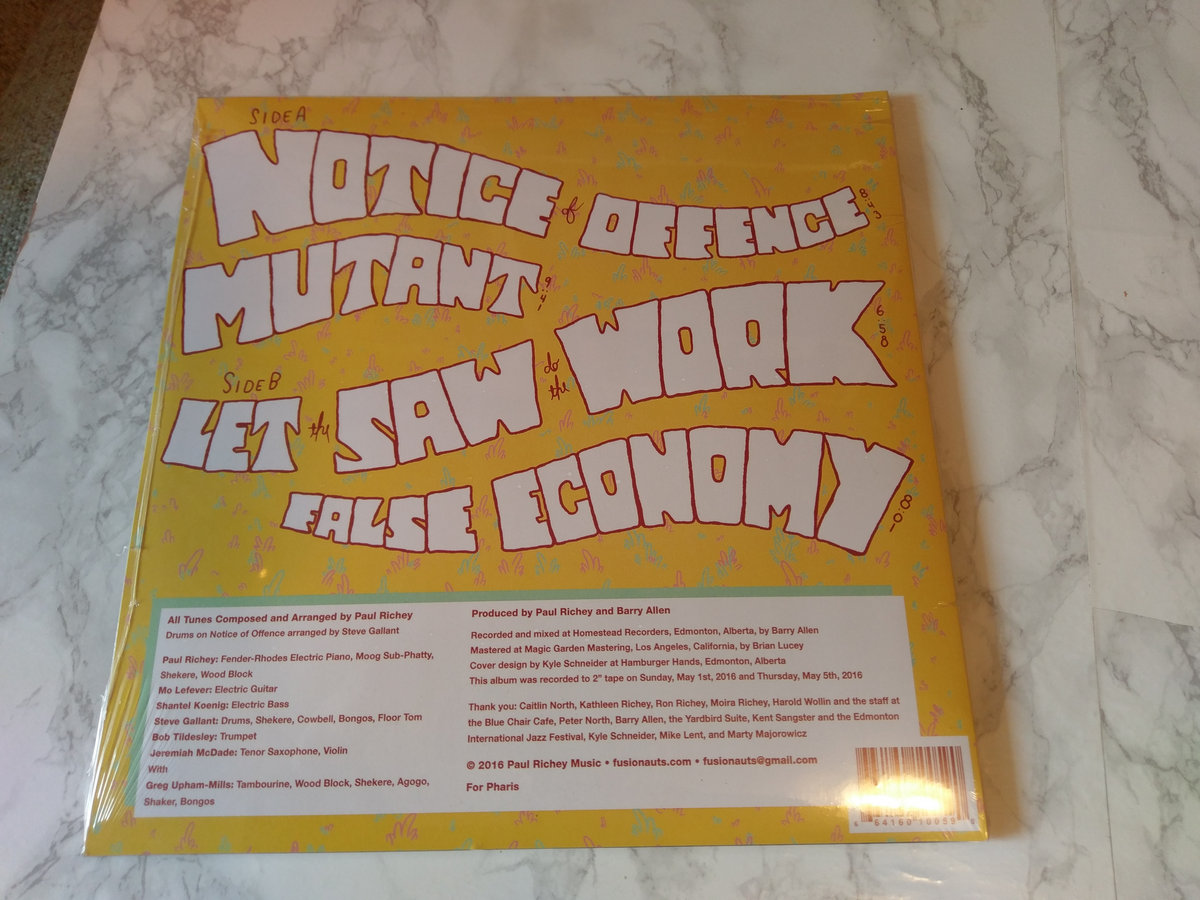 SIDE A
NOTICE of OFFENCE 8:43
MUTANT
SIDE B
LET the SAW do the WORK 6:58
FALSE ECONOMY
All Tunes Composed and Arranged by Paul Richey
Drums on Notice of Offence arranged by Steve Gallant
Paul Richey: Fender-Rhodes Electric Piano, Moog Sub-Phatty,
Shekere, Wood Block
Mo Lefever: Electric Guitar
Shantel Koenig: Electric Bass
Steve Gallant: Drums, Shekere, Cowbell, Bongos, Floor Tom
Bob Tildesley: Trumpet
Jeremiah McDade: Tenor Saxophone, Violin
With
Greg Upham-Mills: Tambourine, Wood Block, Shekere, Agogo,
Shaker, Bongos
Produced by Paul Richey and Barry Allen
Recorded and mixed at Homestead Recorders, Edmonton, Alberta, by Barry Allen
Mastered at Magic Garden Mastering, Los Angeles, California, by Brian Lucey
Cover design by Kyle Schneider at Hamburger Hands, Edmonton, Alberta
This album was recorded to 2" tape on Sunday, May 1st, 2016 and Thursday, May 5th, 2016
Thank you: Caitlin North, Kathleen Richey, Ron Richey, Moira Richey, Harold Wollin and the staff at
the Blue Chair Cafe, Peter North, Barry Allen, the Yardbird Suite, Kent Sangster and the Edmonton
International Jazz Festival, Kyle Schneider, Mike Lent, and Marty Majorowicz
© 2016 Paul Richey Music • fusionauts.com • fusionauts@gmail.com
For Pharis